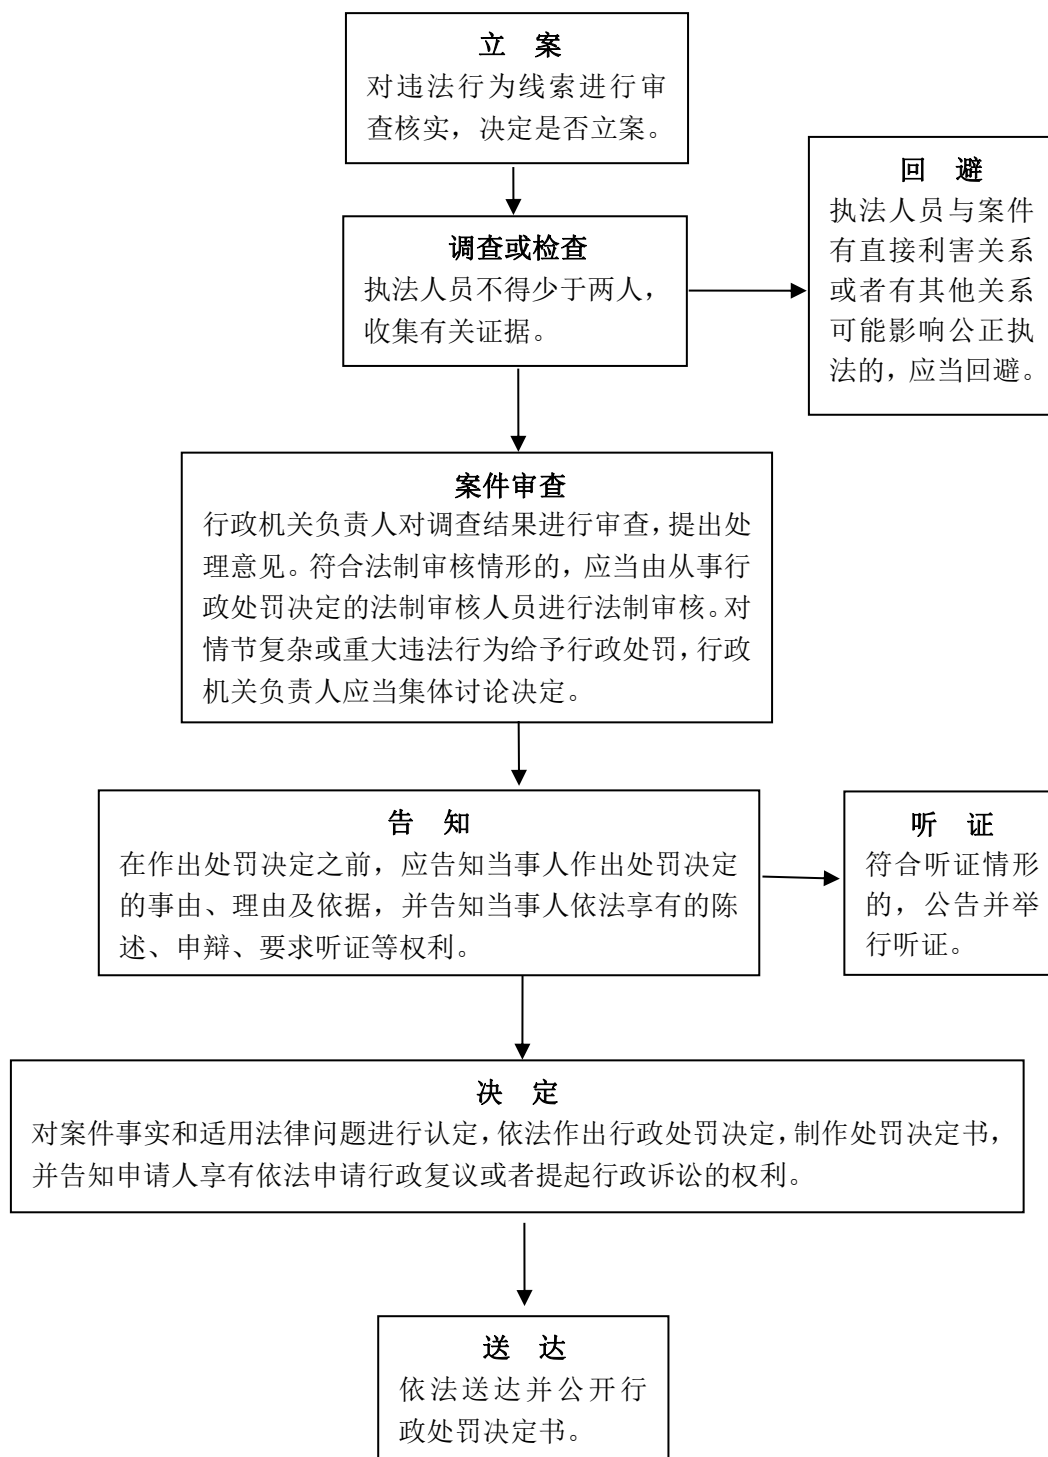 立 案
对违法行为线索进行审
查核实，决定是否立案。
回 避
执法人员与案件
有直接利害关系
或者有其他关系
可能影响公正执
法的，应当回避。
调查或检查
执法人员不得少于两人，
收集有关证据。
案件审查
行政机关负责人对调查结果进行审查，提出处
理意见。符合法制审核情形的，应当由从事行
政处罚决定的法制审核人员进行法制审核。对
情节复杂或重大违法行为给予行政处罚，行政
机关负责人应当集体讨论决定。
告 知
在作出处罚决定之前，应告知当事人作出处罚决定
的事由、理由及依据，并告知当事人依法享有的陈
述、申辩、要求听证等权利。
听 证
符合听证情形
的，公告并举
行听证。
决 定
对案件事实和适用法律问题进行认定，依法作出行政处罚决定，制作处罚决定书，
并告知申请人享有依法申请行政复议或者提起行政诉讼的权利。
送 达
依法送达并公开行
政处罚决定书。